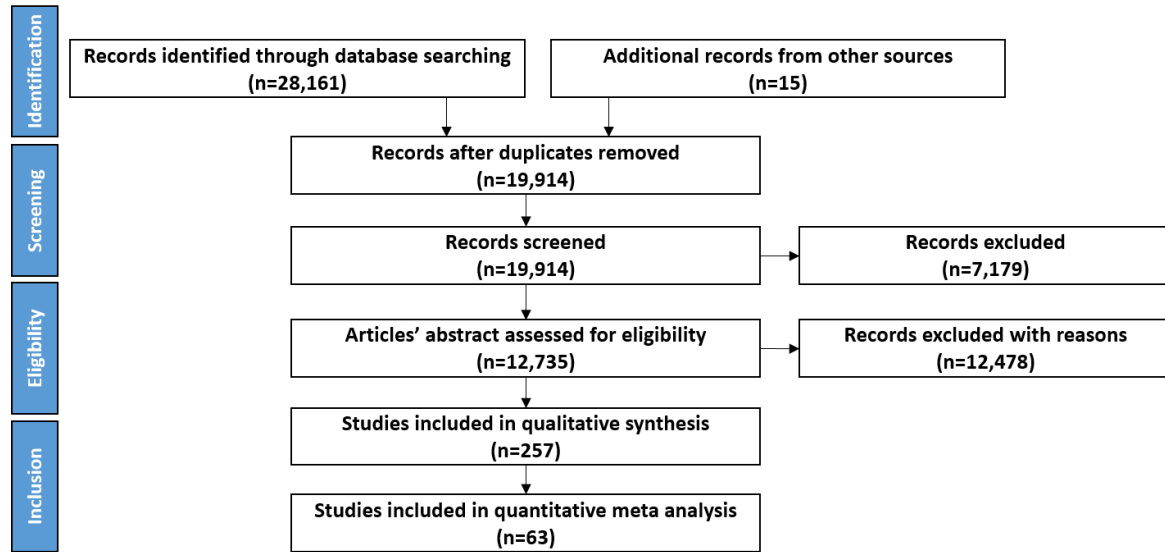 Identification
Records identified through database searching
(n=28,161)
Additional records from other sources
(n=15)
Screening
Records after duplicates removed
(n=19,914)
Records screened
(n=19,914)
Records excluded
(n=7,179)
Eligibility
Articles’ abstract assessed for eligibility
(n=12,735)
Records excluded with reasons
(n=12,478)
Inclusion
Studies included in qualitative synthesis
(n=257)
Studies included in quantitative meta analysis
(n=63)